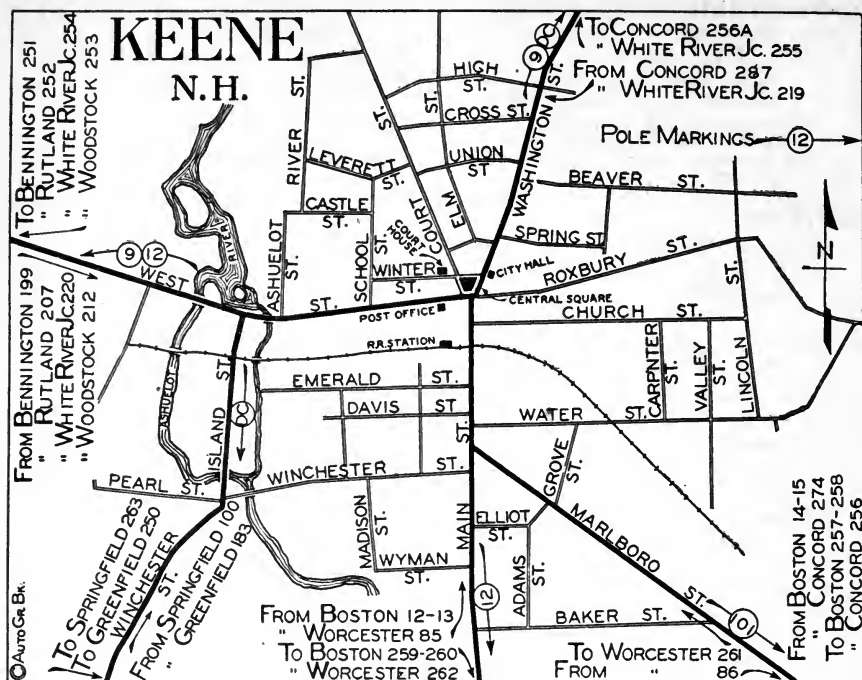 KEENE
N.H.
TO BENNINGTON 251
" RUTLAND 252
" WHITE RIVER JC. 254
" WOODSTOCK 253
FROM BENNINGTON 199
" RUTLAND 207
" WHITE RIVER JC. 220
" WOODSTOCK 212
TO CONCORD 256A
" WHITE RIVER JC. 255
FROM CONCORD 287
" WHITE RIVER JC. 219
POLE MARKINGS 12
9 DC
HIGH ST.
CROSS ST.
UNION ST.
WASHINGTON ST.
BEAVER ST.
SPRING ST.
ROXBURY ST.
ELM ST.
COURT ST.
LEVERETT ST.
RIVER ST.
CASTLE ST.
ASHUELOT ST.
SCHOOL ST.
COURT HOUSE
WINTER ST.
CITY HALL
CENTRAL SQUARE
N
RIVER
9 12
WEST ST.
POST OFFICE
CHURCH ST.
R.R. STATION
CARPNTER ST.
VALLEY ST.
LINCOLN ST.
EMERALD ST.
DAVIS ST.
WATER ST.
ASHUELOT
ISLAND ST.
DC
MAIN ST.
GROVE ST.
PEARL ST.
WINCHESTER ST.
MADISON ST.
WYMAN ST.
ELLIOT
ADAMS ST.
MARLBORO ST.
101
BAKER ST.
12
TO SPRINGFIELD 263
TO GREENFIELD 250
WINCHESTER ST.
FROM SPRINGFIELD 100
" GREENFIELD 183
FROM BOSTON 12-13
" WORCESTER 85
TO BOSTON 259-260
" WORCESTER 262
TO WORCESTER 261
FROM " 86
FROM BOSTON 14-15
" CONCORD 274
TO BOSTON 257-258
" CONCORD 256
© AUTO GR. BK.